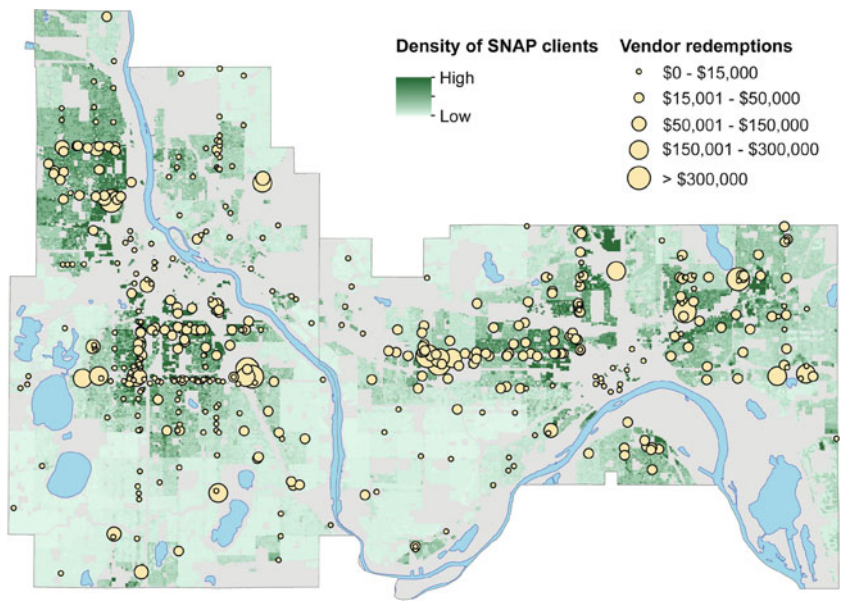 Density of SNAP clients
High
Low
Vendor redemptions
$0 - $15,000
$15,001 - $50,000
$50,001 - $150,000
$150,001 - $300,000
> $300,000